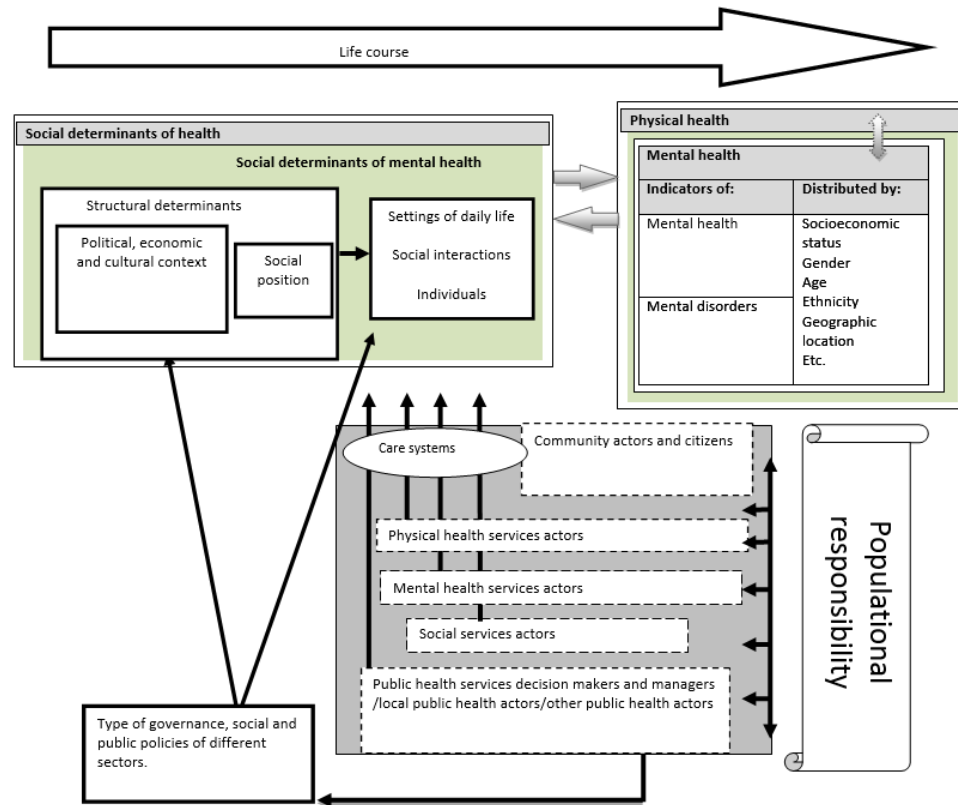 Life course
Social determinants of health
Social determinants of mental health
Structural determinants
Political, economic
and cultural context
Social
position
Settings of daily life
Social interactions
Individuals
Physical health
Mental health
Indicators of:
Distributed by:
Mental health
Mental disorders
Socioeconomic
status
Gender
Age
Ethnicity
Geographic
location
Etc.
Care systems
Community actors and citizens
Physical health services actors
Mental health services actors
Social services actors
Public health services decision makers and managers
/local public health actors/other public health actors
Populational
responsibility
Type of governance, social and
public policies of different
sectors.